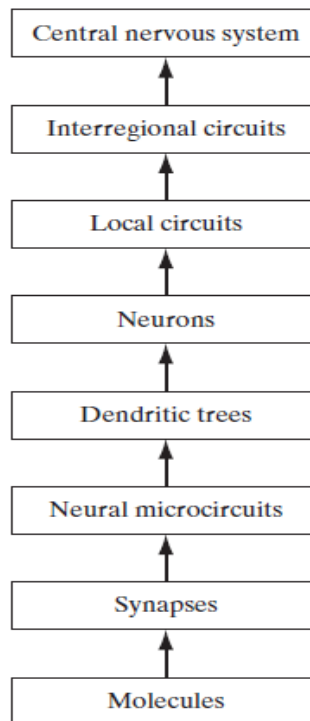 Central nervous system
Interregional circuits
Local circuits
Neurons
Dendritic trees
Neural microcircuits
Synapses
Molecules